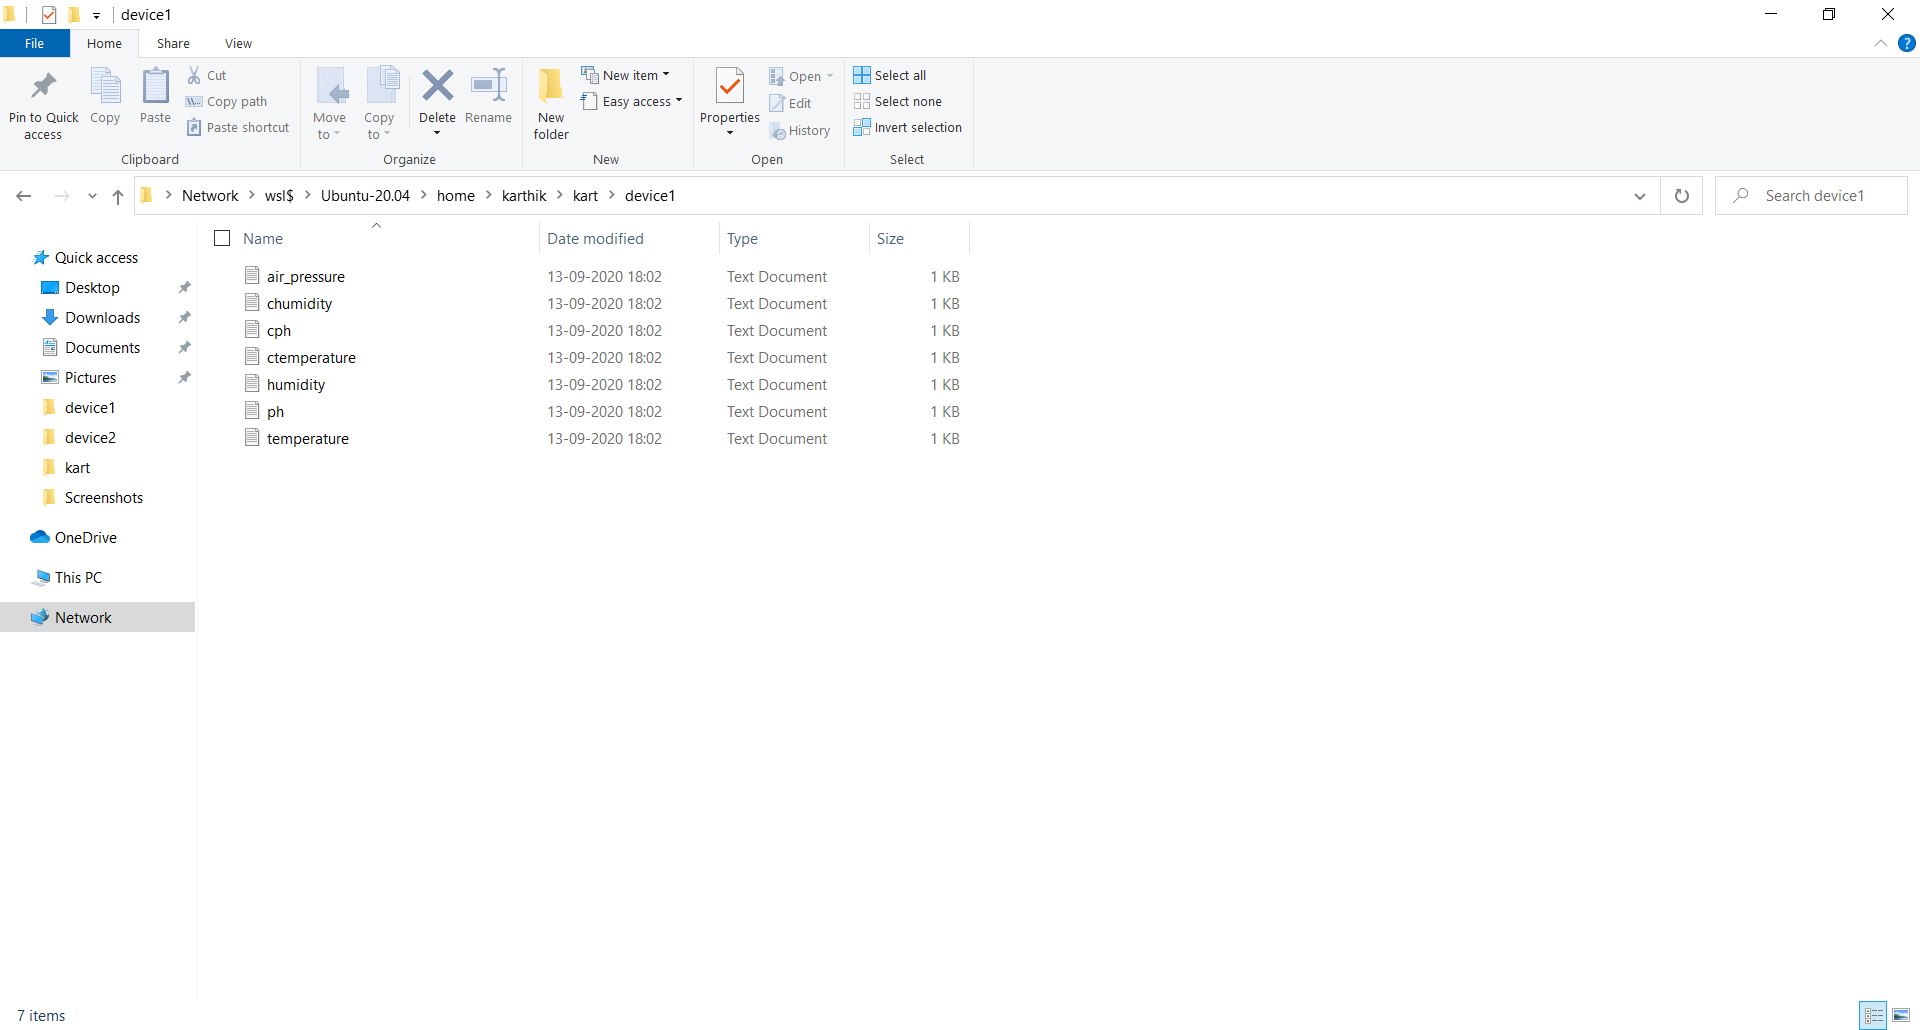 device1
File Home Share View
Pin to Quick access
Copy
Paste
Cut
Copy path
Paste shortcut
Clipboard
Move to
Copy to
Delete
Rename
Organize
New folder
New item
Easy access
New
Properties
Open
Edit
History
Open
Select all
Select none
Invert selection
Select
Network wsl$ Ubuntu-20.04 home karthik kart device1
Search device1
Quick access
Desktop
Downloads
Documents
Pictures
device1
device2
kart
Screenshots
OneDrive
This PC
Network
Name Date modified Type Size
air_pressure 13-09-2020 18:02 Text Document 1 KB
chumidity 13-09-2020 18:02 Text Document 1 KB
cph 13-09-2020 18:02 Text Document 1 KB
ctemperature 13-09-2020 18:02 Text Document 1 KB
humidity 13-09-2020 18:02 Text Document 1 KB
ph 13-09-2020 18:02 Text Document 1 KB
temperature 13-09-2020 18:02 Text Document 1 KB
7 items